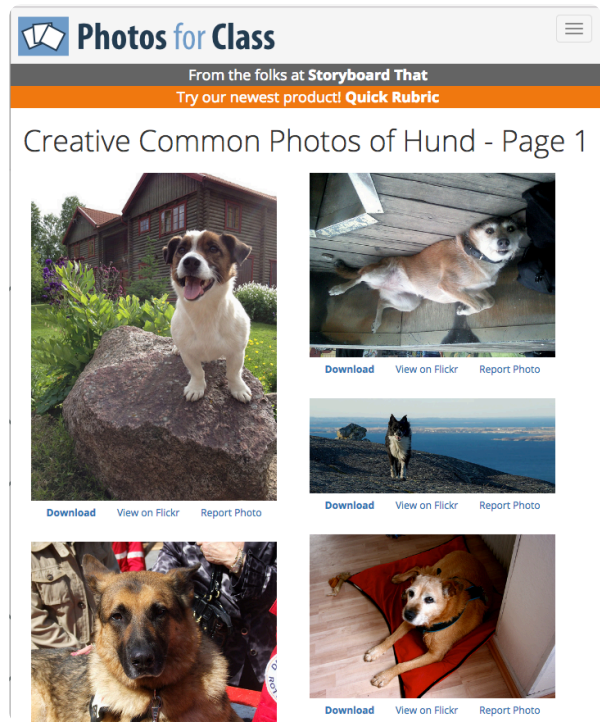 Photos for Class
From the folks at Storyboard That
Try our newest product! Quick Rubric
Creative Common Photos of Hund - Page 1
Download View on Flickr Report Photo
Download View on Flickr Report Photo
Download View on Flickr Report Photo
Download View on Flickr Report Photo